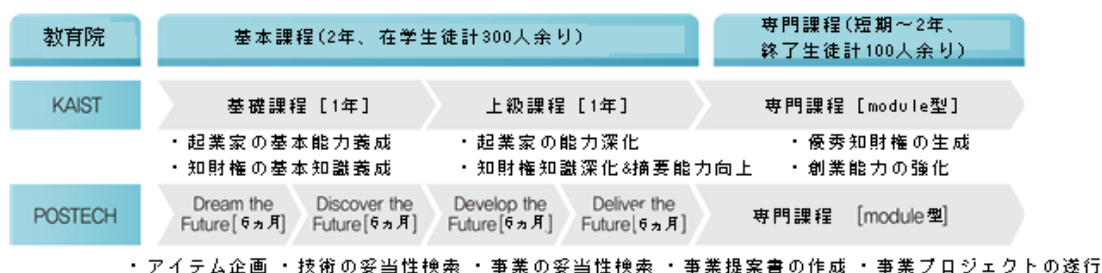 教育院
基本課程(2年、在学生徒計300人余り)
専門課程(短期～2年、
終了生徒計100人余り)
KAIST
基礎課程 [1年]
上級課程 [1年]
専門課程 [module型]
・起業家の基本能力義成
・知財権の基本知識義成
・起業家の能力深化
・知財権知識深化&摘要能力向上
・優秀知財権の生成
・創業能力の強化
POSTECH
Dream the
Future[6ヵ月]
Discover the
Future[6ヵ月]
Develop the
Future[6ヵ月]
Deliver the
Future[6ヵ月]
専門課程 [module型]
・アイテム企画 ・技術の妥当性検索 ・事業の妥当性検索 ・事業提案書の作成 ・事業プロジェクトの遂行